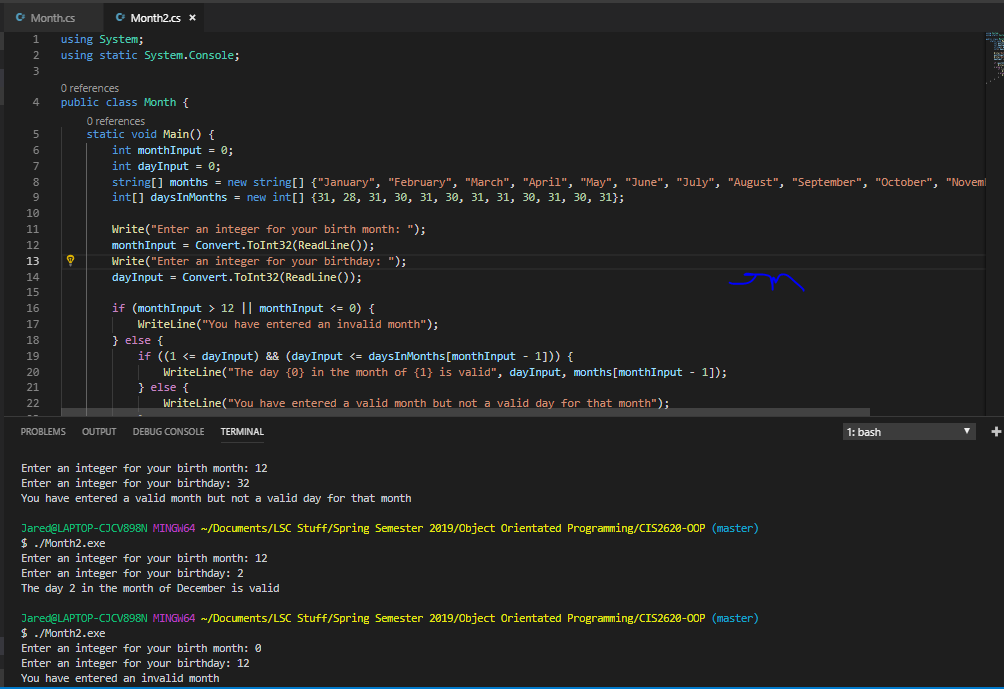 Month.cs Month2.cs ×
1 using System;
2 using static System.Console;
3
0 references
4 public class Month {
0 references
5 static void Main() {
6 int monthInput = 0;
7 int dayInput = 0;
8 string[] months = new string[] {"January", "February", "March", "April", "May", "June", "July", "August", "September", "October", "Novem
9 int[] daysInMonths = new int[] {31, 28, 31, 30, 31, 30, 31, 31, 30, 31, 30, 31};
10
11 Write("Enter an integer for your birth month: ");
12 monthInput = Convert.ToInt32(ReadLine());
13 Write("Enter an integer for your birthday: ");
14 dayInput = Convert.ToInt32(ReadLine());
15
16 if (monthInput > 12 || monthInput <= 0) {
17 WriteLine("You have entered an invalid month");
18 } else {
19 if ((1 <= dayInput) && (dayInput <= daysInMonths[monthInput - 1])) {
20 WriteLine("The day {0} in the month of {1} is valid", dayInput, months[monthInput - 1]);
21 } else {
22 WriteLine("You have entered a valid month but not a valid day for that month");
PROBLEMS OUTPUT DEBUG CONSOLE TERMINAL 1: bash
Enter an integer for your birth month: 12
Enter an integer for your birthday: 32
You have entered a valid month but not a valid day for that month
Jared@LAPTOP-CJCV898N MINGW64 ~/Documents/LSC Stuff/Spring Semester 2019/Object Orientated Programming/CIS2620-OOP (master)
$ ./Month2.exe
Enter an integer for your birth month: 12
Enter an integer for your birthday: 2
The day 2 in the month of December is valid
Jared@LAPTOP-CJCV898N MINGW64 ~/Documents/LSC Stuff/Spring Semester 2019/Object Orientated Programming/CIS2620-OOP (master)
$ ./Month2.exe
Enter an integer for your birth month: 0
Enter an integer for your birthday: 12
You have entered an invalid month